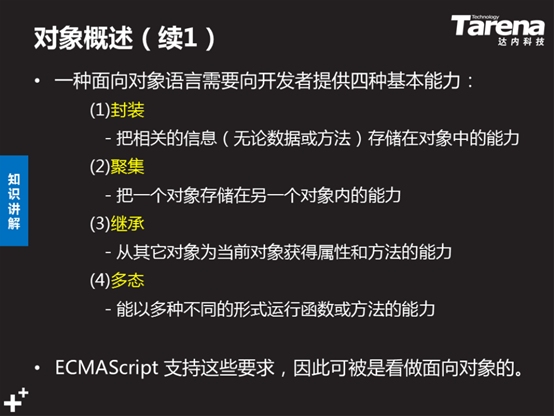 对象概述（续1）
Technology
Tarena
达内科技
• 一种面向对象语言需要向开发者提供四种基本能力：
(1)封装
- 把相关的信息（无论数据或方法）存储在对象中的能力
(2)聚集
- 把一个对象存储在另一个对象内的能力
(3)继承
- 从其它对象为当前对象获得属性和方法的能力
(4)多态
- 能以多种不同的形式运行函数或方法的能力
• ECMAScript 支持这些要求，因此可被是看做面向对象的。
知识讲解